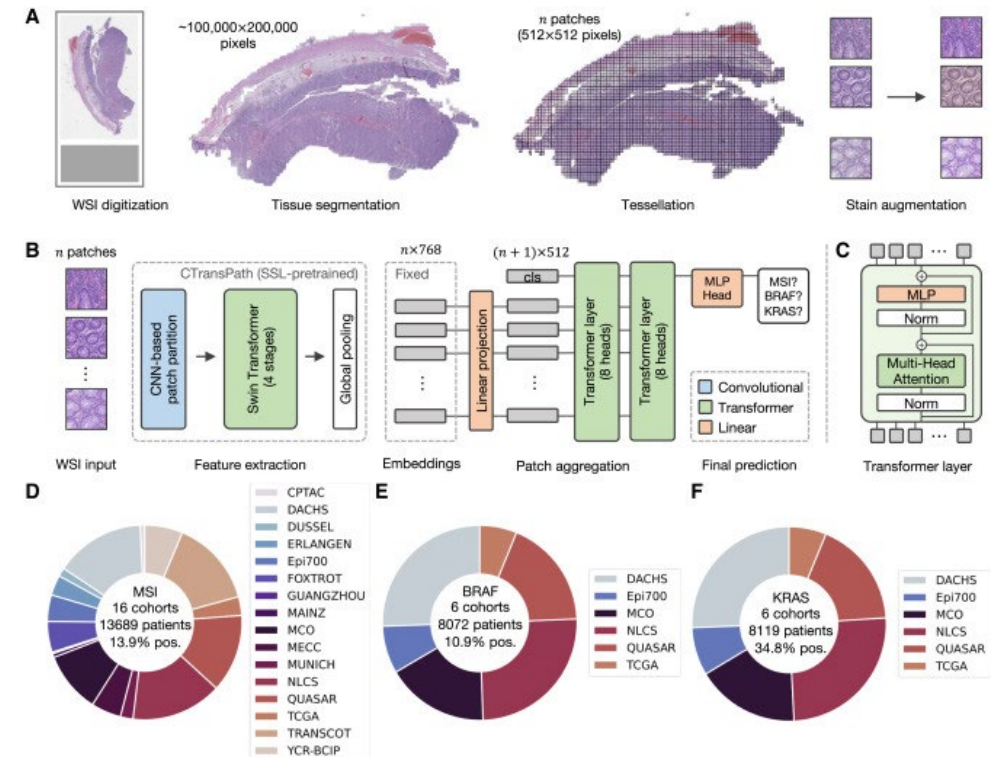 A
~100,000×200,000
pixels
n patches
(512×512 pixels)
WSI digitization
Tissue segmentation
Tessellation
Stain augmentation
B
n patches
⋮
WSI input
CTransPath (SSL-pretrained)
CNN-based
patch partition
Swin Transformer
(4 stages)
Global pooling
Feature extraction
n×768
Fixed
⋮
Embeddings
Linear projection
(n + 1)×512
cls
⋮
Transformer layer
(8 heads)
Transformer layer
(8 heads)
Patch aggregation
MLP
Head
MSI?
BRAF?
KRAS?
Convolutional
Transformer
Linear
Final prediction
C
...
MLP
Norm
Multi-Head
Attention
Norm
...
Transformer layer
D
MSI
16 cohorts
13689 patients
13.9% pos.
CPTAC
DACHS
DUSSEL
ERLANGEN
Epi700
FOXTROT
GUANGZHOU
MAINZ
MCO
MECC
MUNICH
NLCS
QUASAR
TCGA
TRANSCOT
YCR-BCIP
E
BRAF
6 cohorts
8072 patients
10.9% pos.
DACHS
Epi700
MCO
NLCS
QUASAR
TCGA
F
KRAS
6 cohorts
8119 patients
34.8% pos.
DACHS
Epi700
MCO
NLCS
QUASAR
TCGA